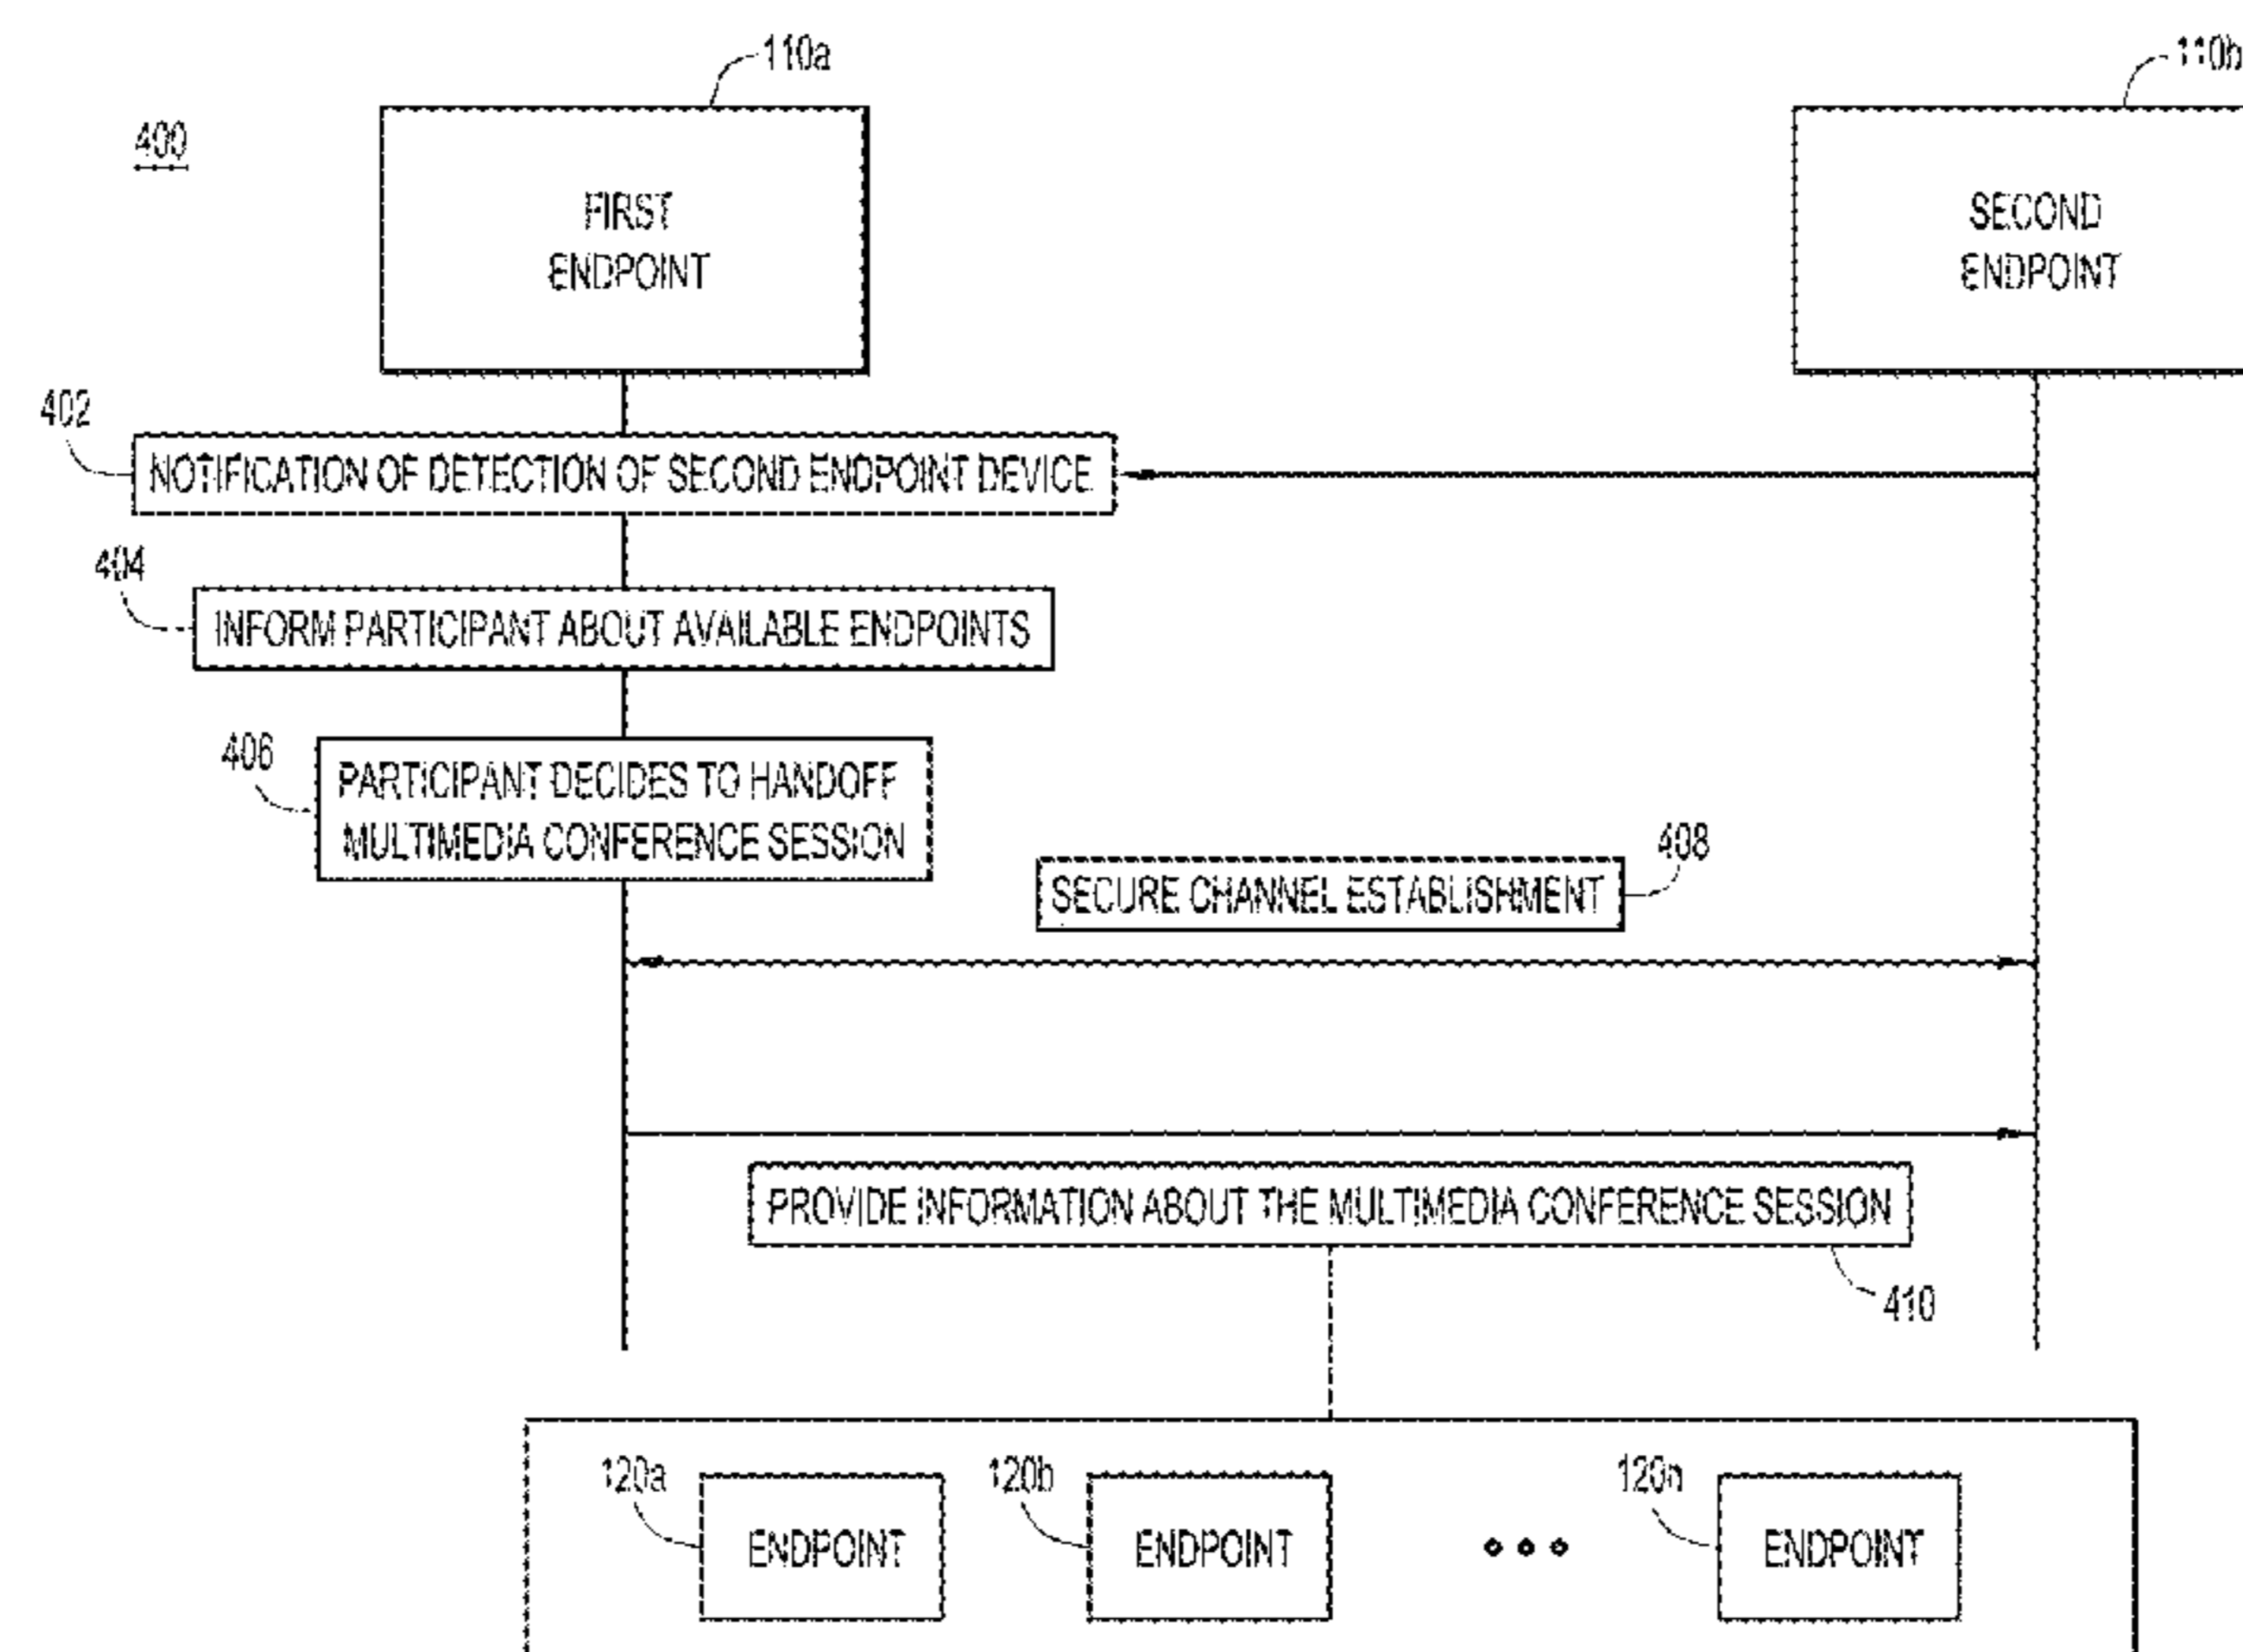 110a
110b
400
FIRST
ENDPOINT
SECOND
ENDPOINT
402
NOTIFICATION OF DETECTION OF SECOND ENDPOINT DEVICE
404
INFORM PARTICIPANT ABOUT AVAILABLE ENDPOINTS
406
PARTICIPANT DECIDES TO HANDOFF
MULTIMEDIA CONFERENCE SESSION
408
SECURE CHANNEL ESTABLISHMENT
PROVIDE INFORMATION ABOUT THE MULTIMEDIA CONFERENCE SESSION
410
120a
ENDPOINT
120b
ENDPOINT
120n
ENDPOINT